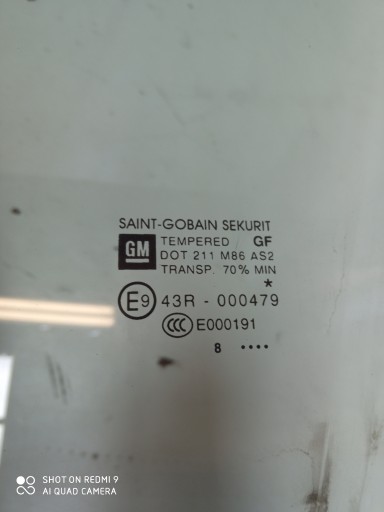 SAINT-GOBAIN SEKURIT
GM
TEMPERED GF
DOT 211 M86 AS2
TRANSP. 70% MIN
*
E9 43R - 000479
CCC E000191
8 ••••
SHOT ON REDMI 9
AI QUAD CAMERA